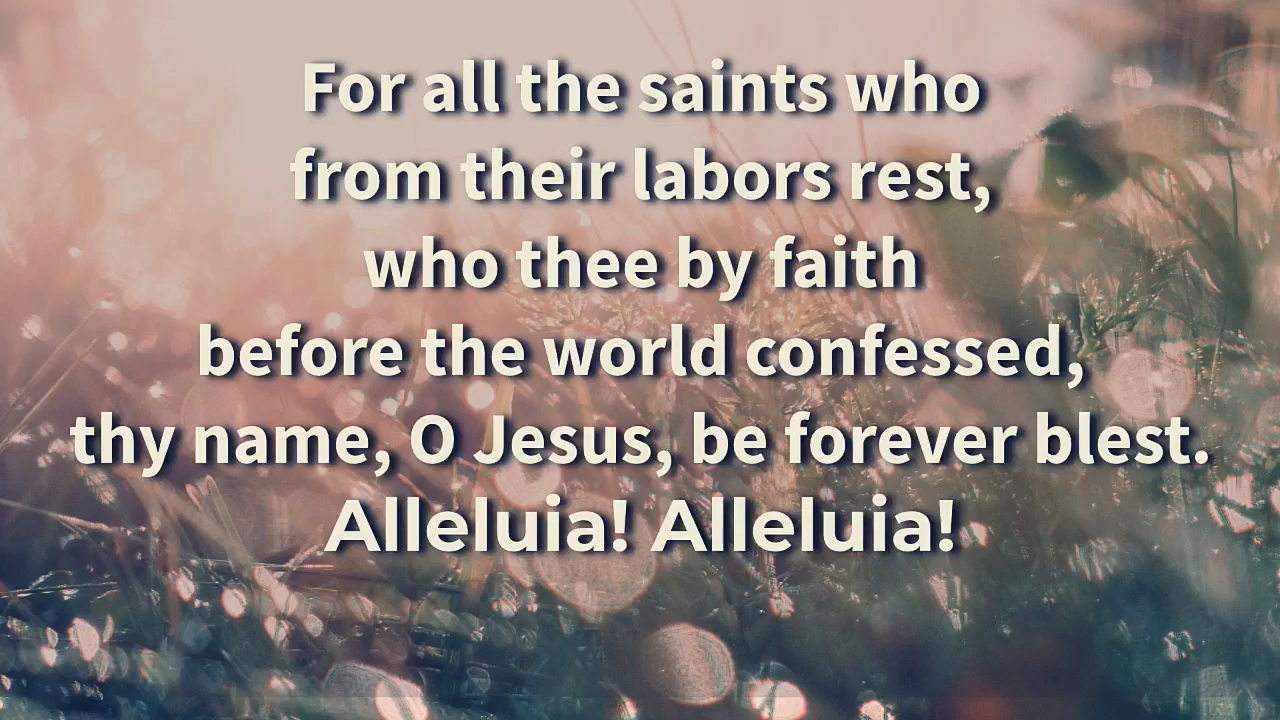 For all the saints who
from their labors rest,
who thee by faith
before the world confessed,
thy name, O Jesus, be forever blest.
Alleluia! Alleluia!